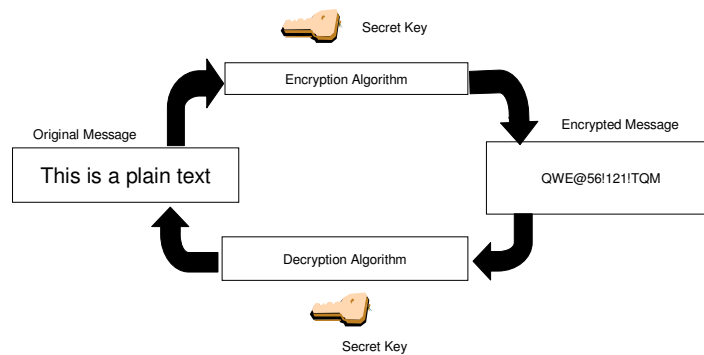 Secret Key
Encryption Algorithm
Original Message
Encrypted Message
This is a plain text
QWE@56!121!TQM
Decryption Algorithm
Secret Key